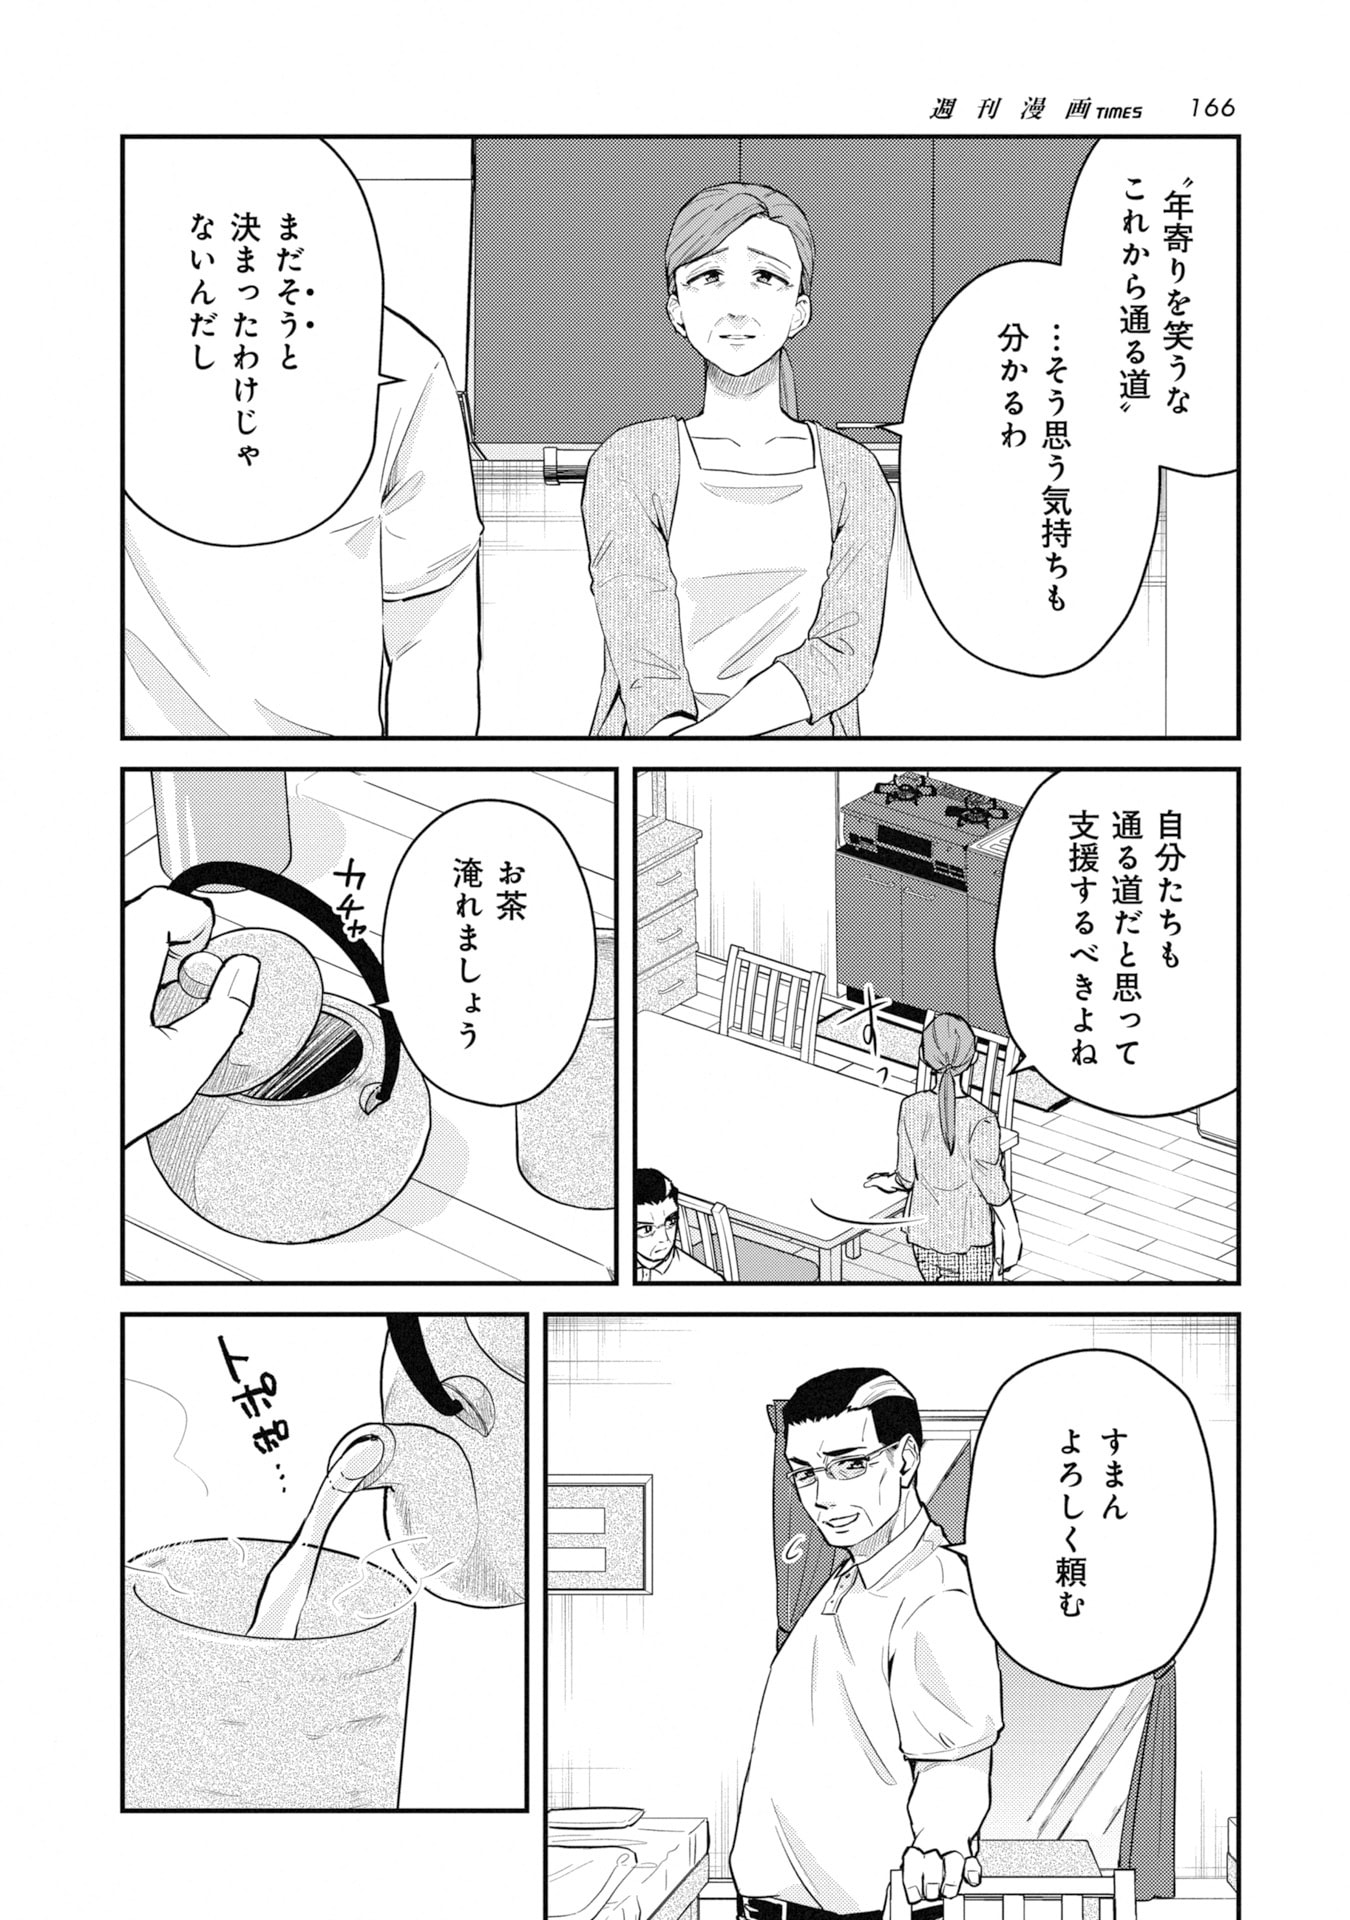 週刊漫画TIMES 166
〝年寄りを笑うな
これから通る道〟
…そう思う気持ちも
分かるわ
まだそうと
決まったわけじゃ
ないんだし
自分たちも
通る道だと思って
支援するべきよね
すっ
お茶
淹れましょう
カチャ
すまん
よろしく頼む
トポポ…